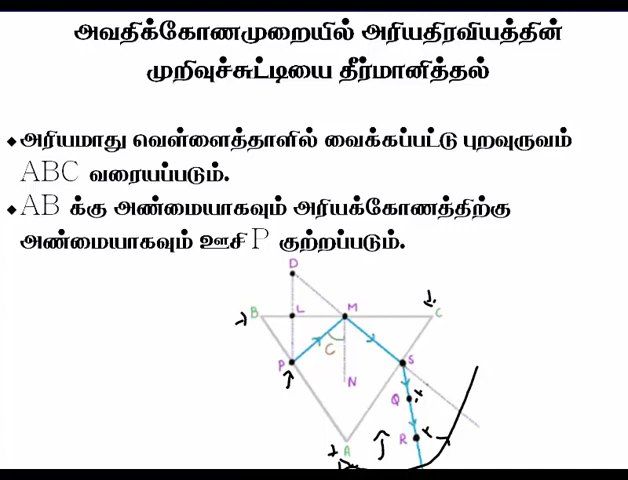 அவதிக்கோணமுறையில் அரியதிரவியத்தின்
முறிவுச்சுட்டியை தீர்மானித்தல்
அரியமாது வெள்ளைத்தாளில் வைக்கப்பட்டு புறவுருவம்
ABC வரையப்படும்.
AB க்கு அண்மையாகவும் அரியக்கோணத்திற்கு
அண்மையாகவும் ஊசி P குற்றப்படும்.
D
B L M C
P C S
N
Q
R
A